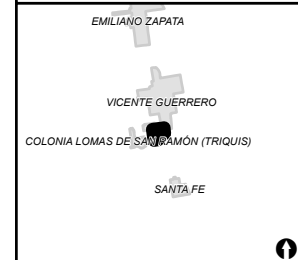 EMILIANO ZAPATA
VICENTE GUERRERO
COLONIA LOMAS DE SAN RAMÓN (TRIQUIS)
SANTA FE